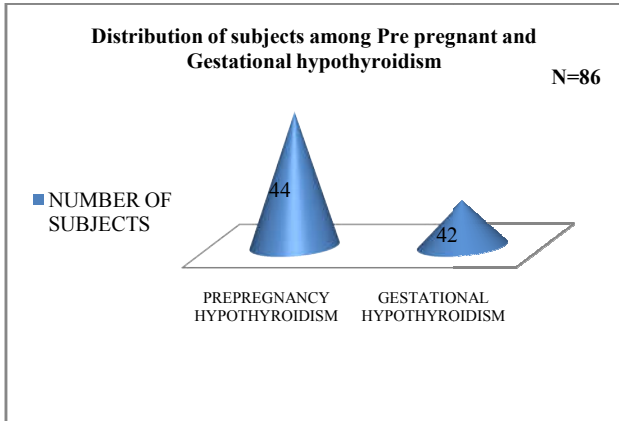 Distribution of subjects among Pre pregnant and
Gestational hypothyroidism
N=86
44
42
NUMBER OF
SUBJECTS
PREPREGNANCY
HYPOTHYROIDISM
GESTATIONAL
HYPOTHYROIDISM